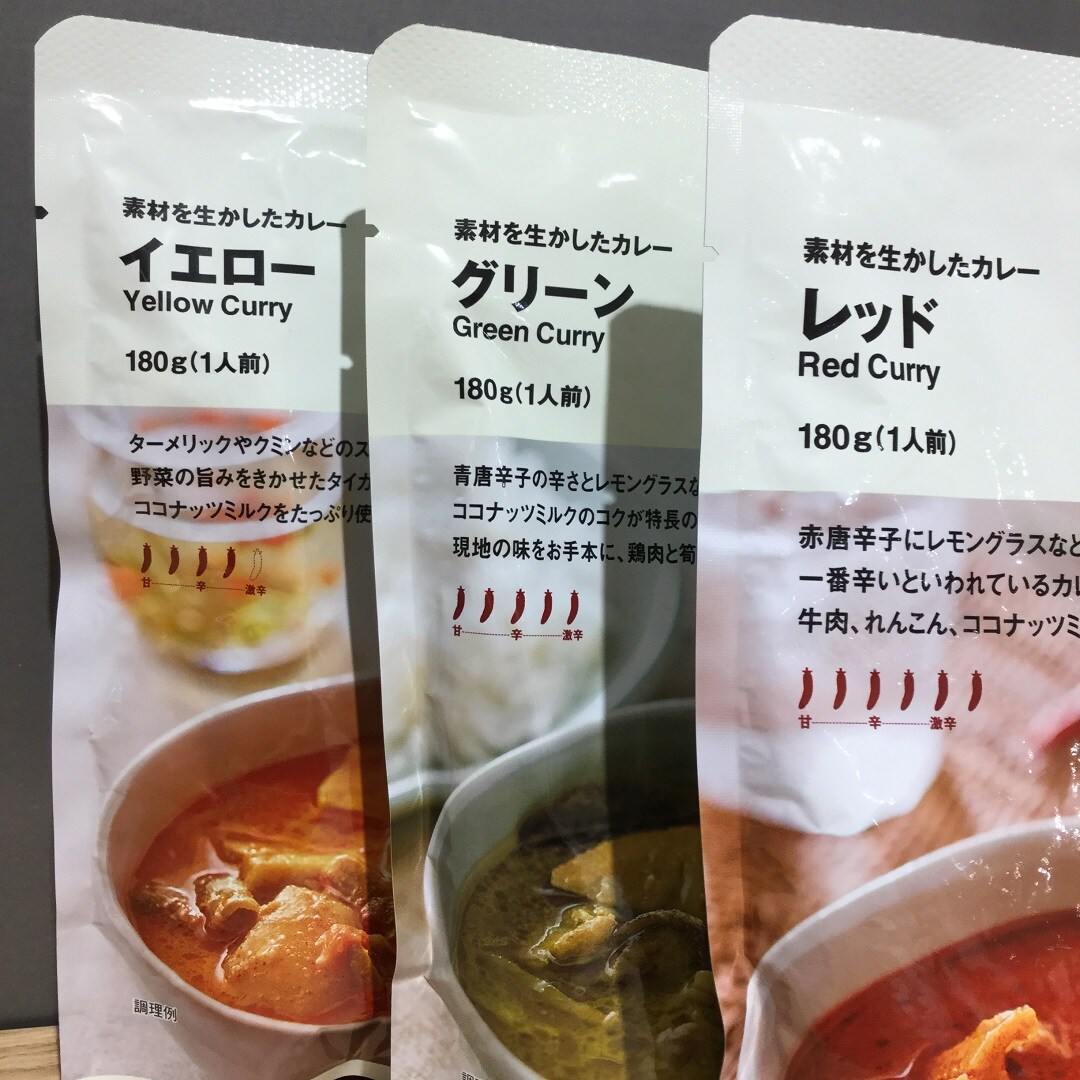 素材を生かしたカレー
イエロー
Yellow Curry
180g(1人前)
ターメリックやクミンなどのス
野菜の旨みをきかせたタイカ
ココナッツミルクをたっぷり使
甘 辛 激辛
調理例
素材を生かしたカレー
グリーン
Green Curry
180g(1人前)
青唐辛子の辛さとレモングラスな
ココナッツミルクのコクが特長の
現地の味をお手本に、鶏肉と筍
甘 辛 激辛
素材を生かしたカレー
レッド
Red Curry
180g(1人前)
赤唐辛子にレモングラスなど
一番辛いといわれているカレ
牛肉、れんこん、ココナッツミ
甘 辛 激辛